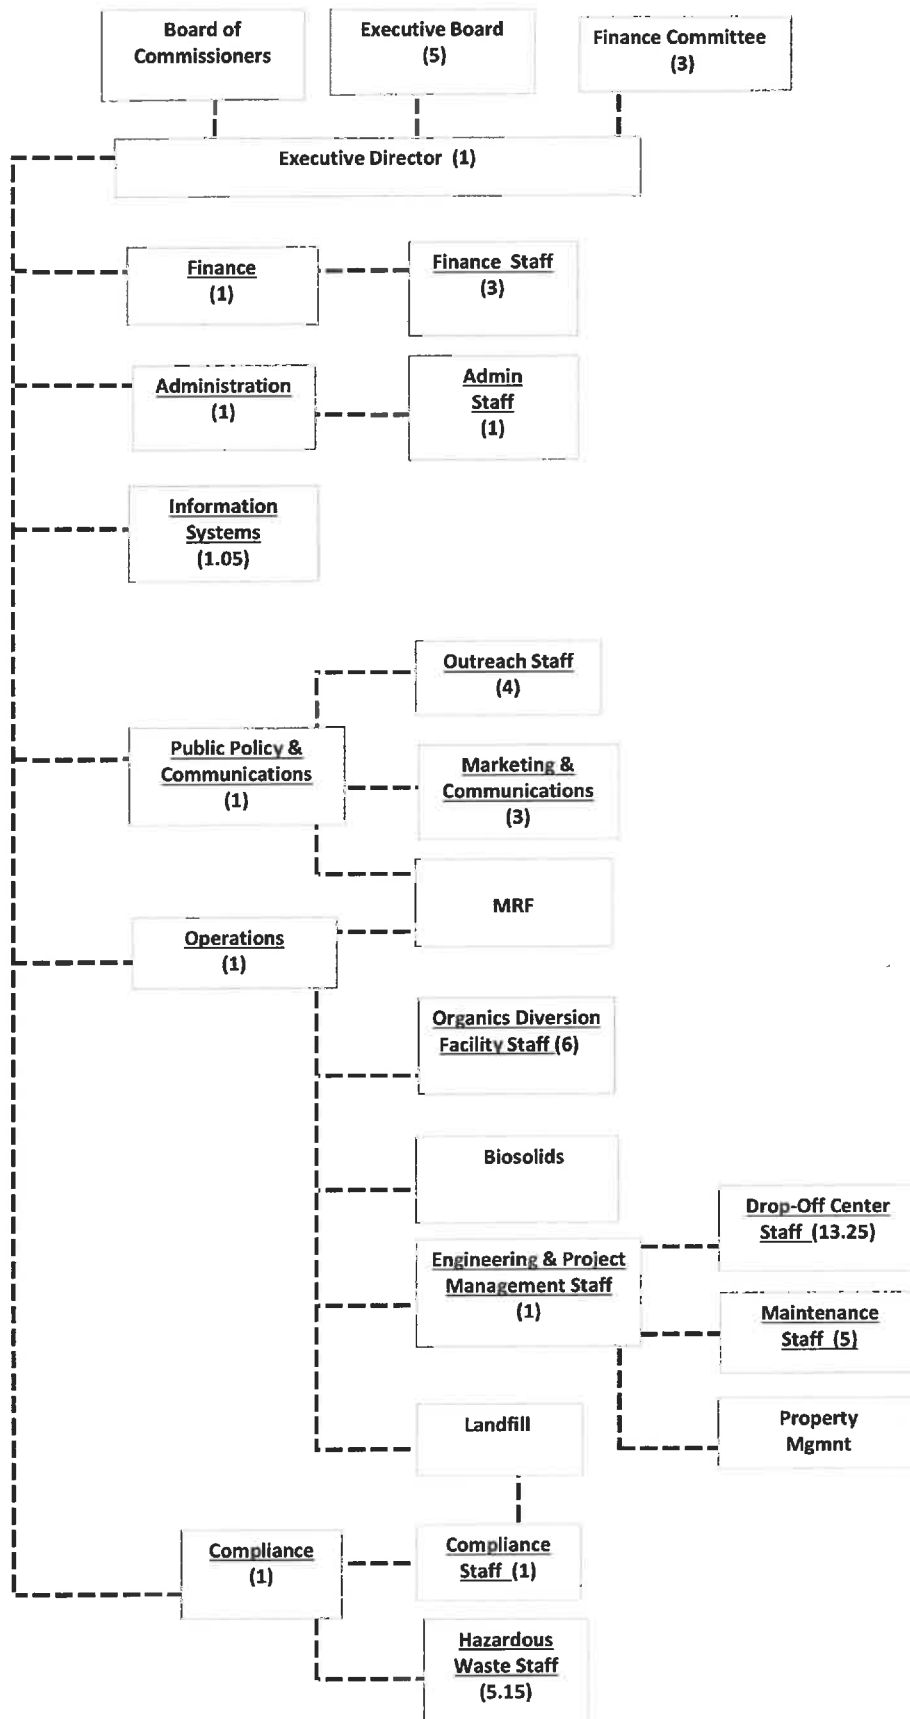 Board of
Commissioners
Executive Board
(5)
Finance Committee
(3)
Executive Director (1)
Finance
(1)
Finance Staff
(3)
Administration
(1)
Admin
Staff
(1)
Information
Systems
(1.05)
Outreach Staff
(4)
Public Policy &
Communications
(1)
Marketing &
Communications
(3)
MRF
Operations
(1)
Organics Diversion
Facility Staff (6)
Biosolids
Drop-Off Center
Staff (13.25)
Engineering & Project
Management Staff
(1)
Maintenance
Staff (5)
Property
Mgmnt
Landfill
Compliance
(1)
Compliance
Staff (1)
Hazardous
Waste Staff
(5.15)